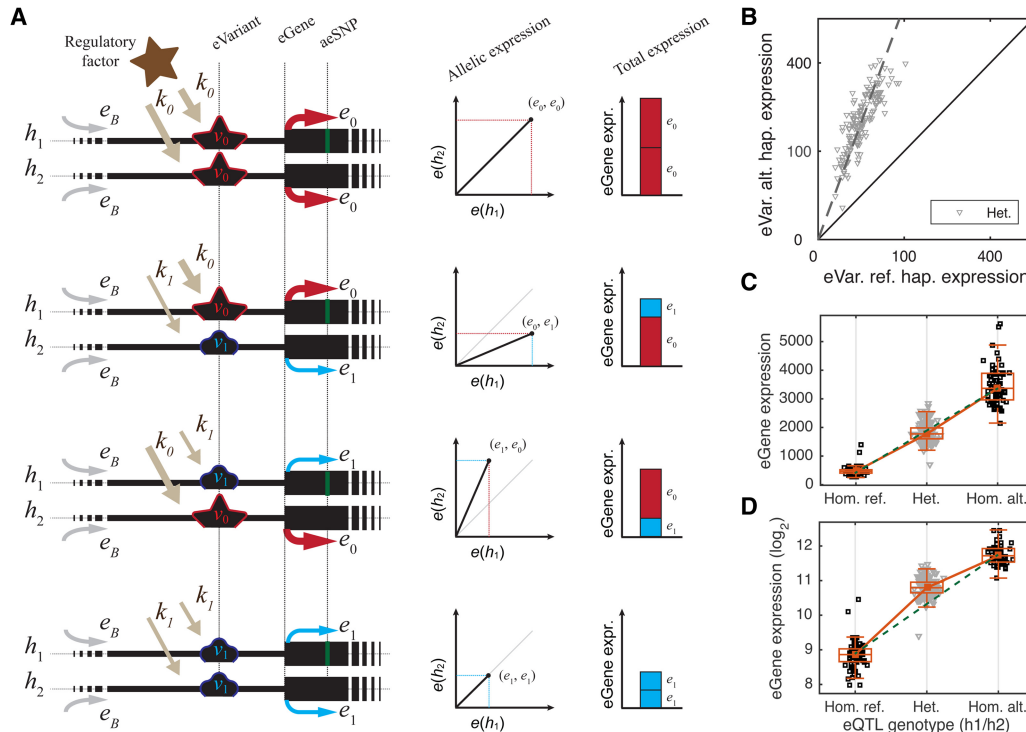 A
Regulatory
factor
eVariant
eGene
aeSNP
Allelic expression
Total expression
k0
k0
eB
h1
v0
e0
h2
v0
eB
e0
e(h2)
(e0, e0)
e(h1)
eGene expr.
e0
e0
k0
k1
eB
h1
v0
e0
h2
v1
eB
e1
e(h2)
(e0, e1)
e(h1)
eGene expr.
e1
e0
k1
k0
eB
h1
v1
e1
h2
v0
eB
e0
e(h2)
(e1, e0)
e(h1)
eGene expr.
e0
e1
k1
k1
eB
h1
v1
e1
h2
v1
eB
e1
e(h2)
(e1, e1)
e(h1)
eGene expr.
e1
e1
B
eVar. alt. hap. expression
400
100
0
Het.
0 100 400
eVar. ref. hap. expression
C
eGene expression
5000
4000
3000
2000
1000
0
Hom. ref. Het. Hom. alt.
D
eGene expression (log2)
12
11
10
9
8
Hom. ref. Het. Hom. alt.
eQTL genotype (h1/h2)